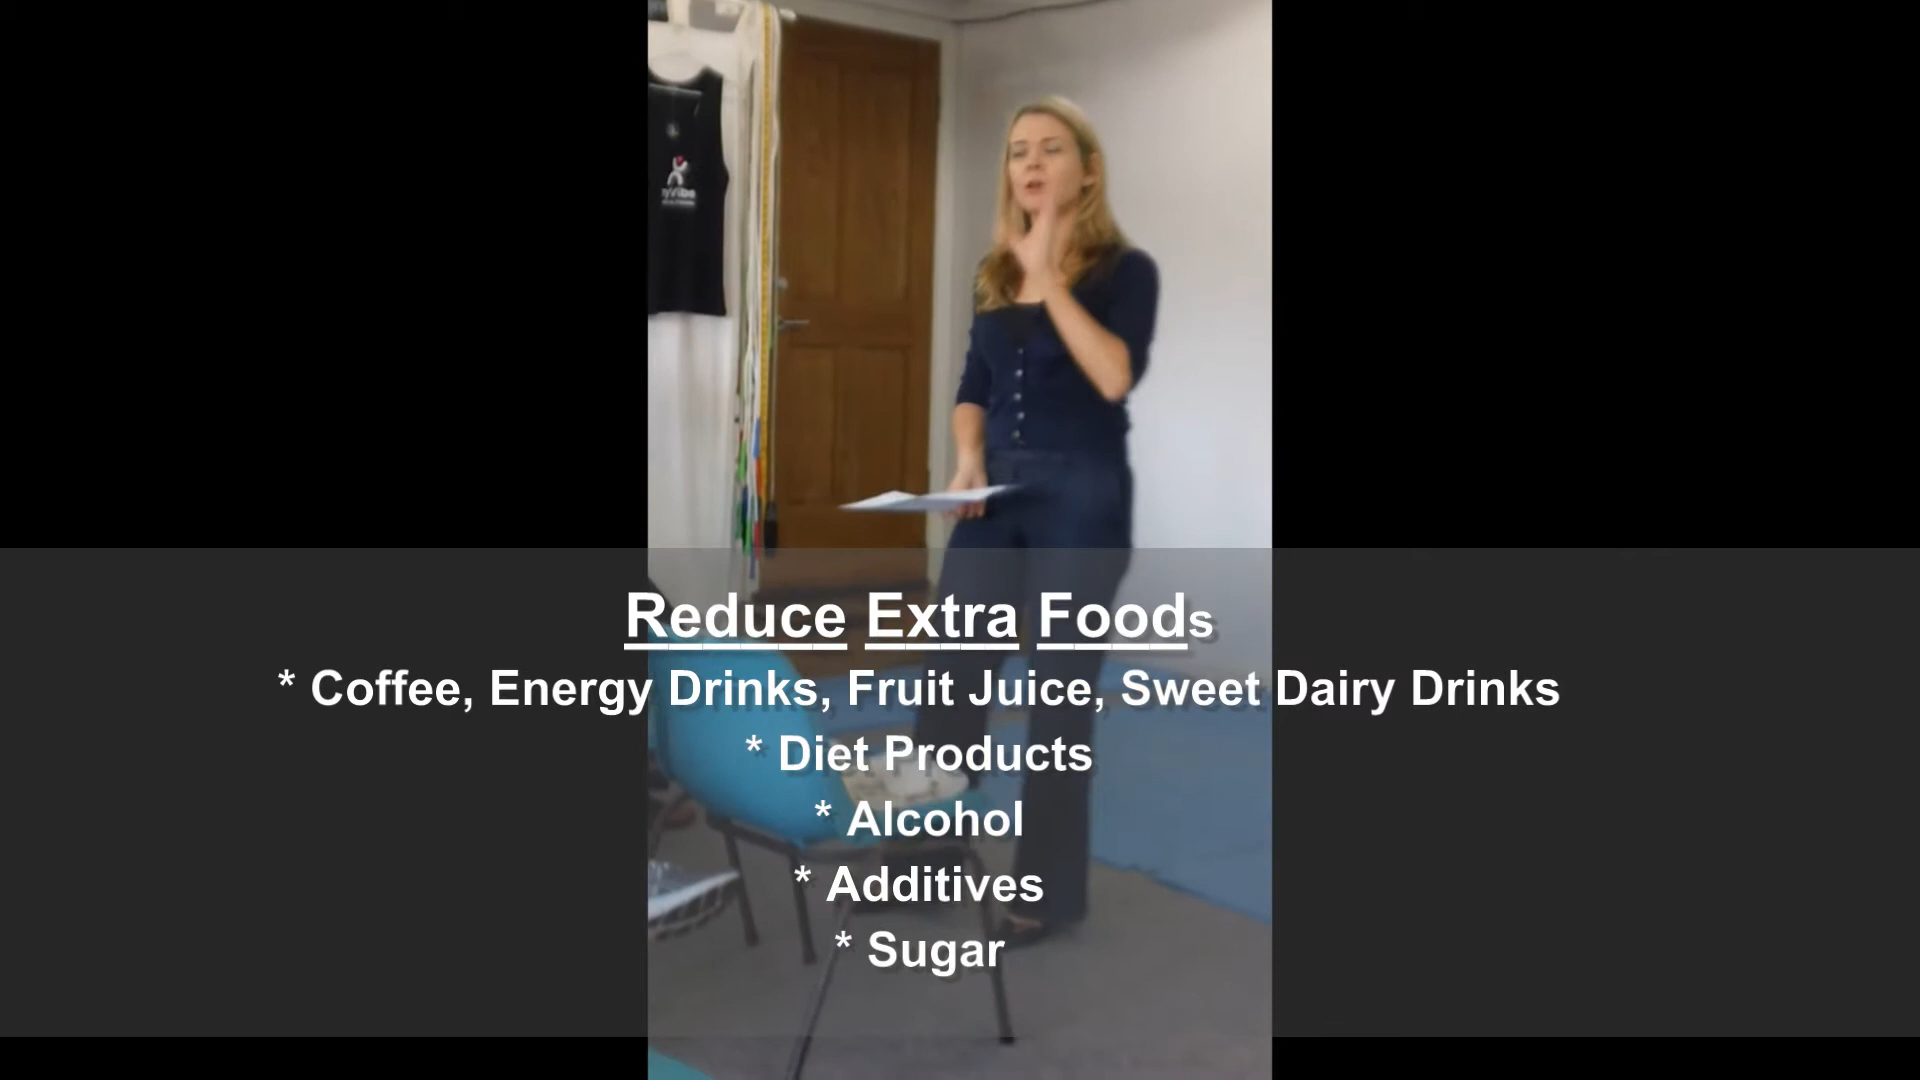 Reduce Extra Foods
* Coffee, Energy Drinks, Fruit Juice, Sweet Dairy Drinks
* Diet Products
* Alcohol
* Additives
* Sugar